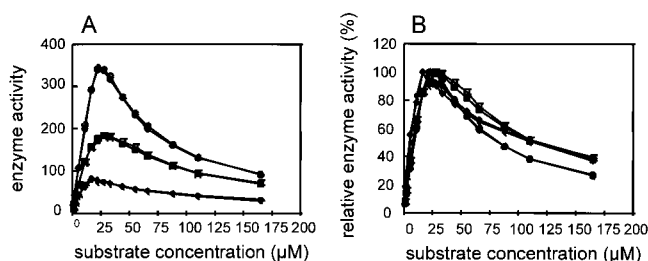 A
B
enzyme activity
400
300
200
100
0
0 25 50 75 100 125 150 175 200
substrate concentration (µM)
relative enzyme activity (%)
120
100
80
60
40
20
0
0 25 50 75 100 125 150 175 200
substrate concentration (µM)